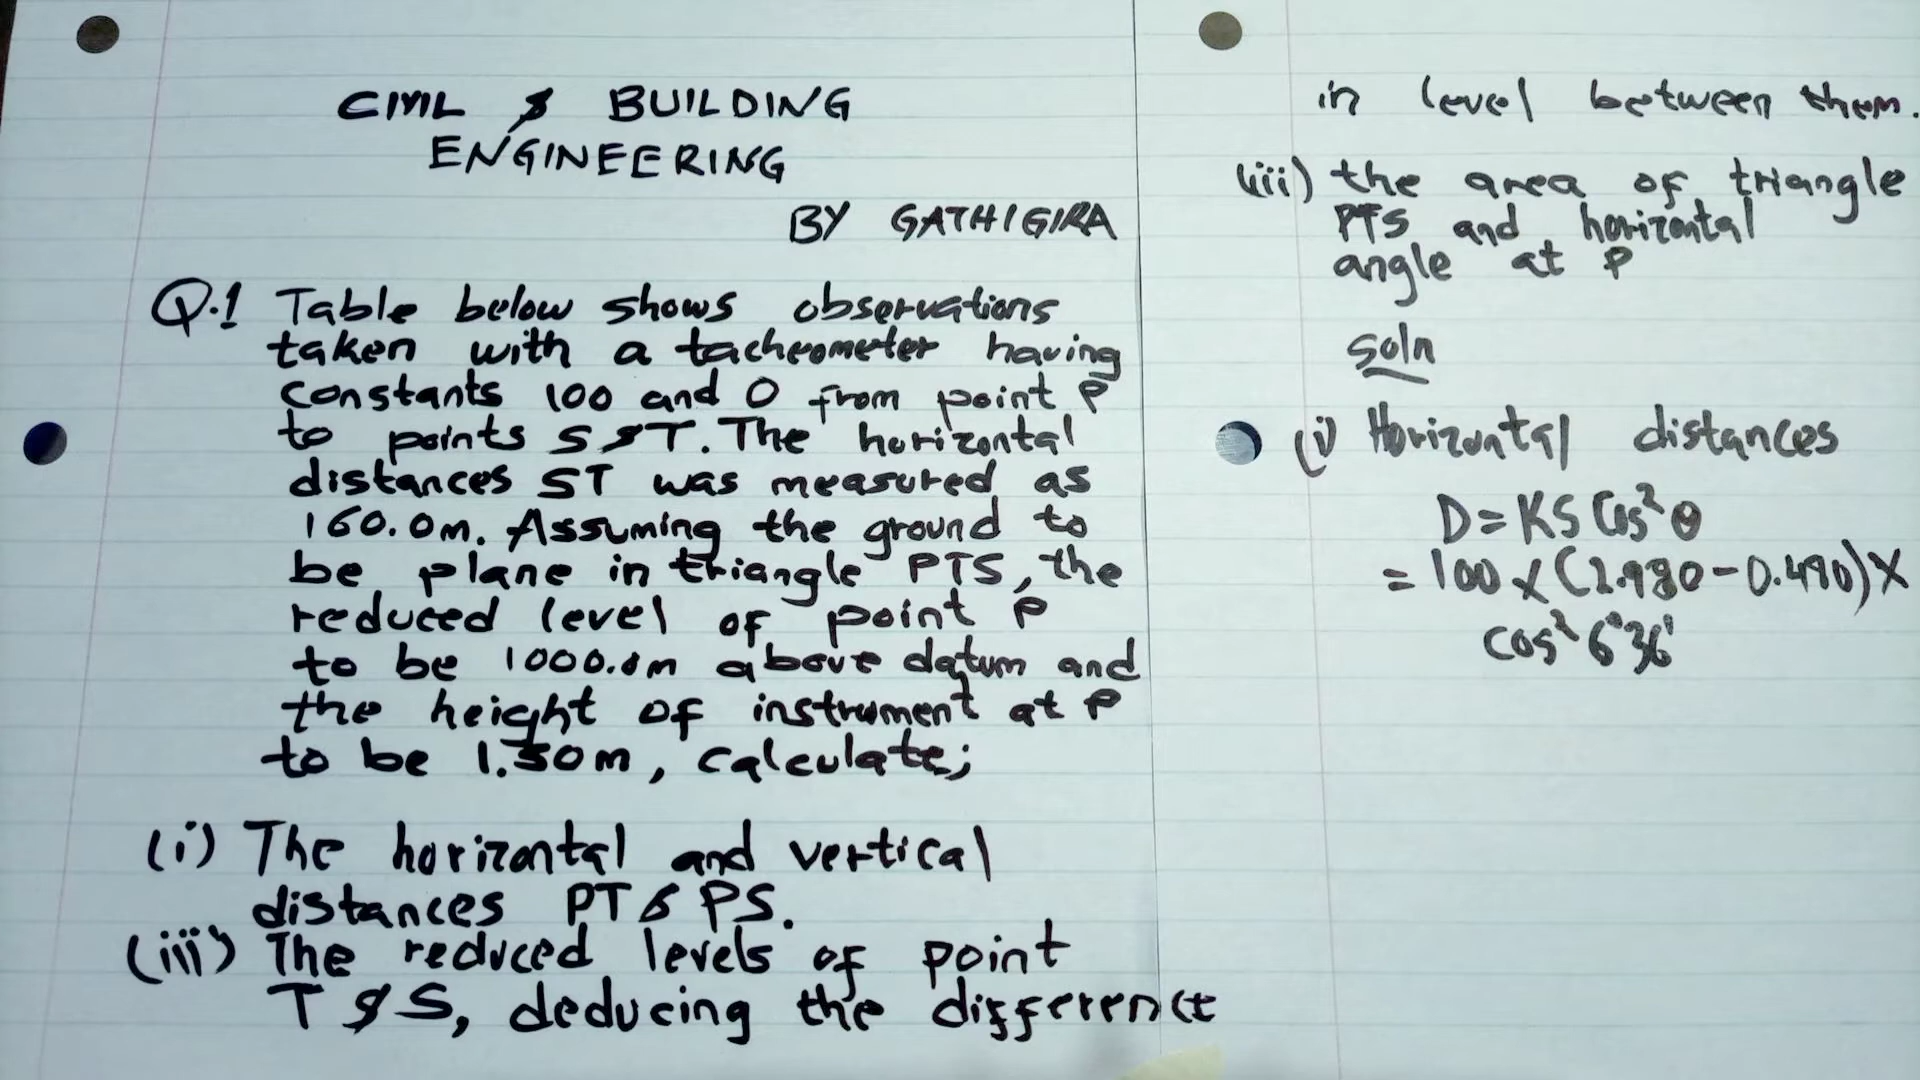 CIVIL & BUILDING
ENGINEERING
BY GATHIGIRA
Q.1 Table below shows observations
taken with a tacheometer having
constants 100 and 0 from point P
to points S & T. The horizontal
distances ST was measured as
160.0m. Assuming the ground to
be plane in triangle PTS, the
reduced level of point P
to be 1000.0m above datum and
the height of instrument at P
to be 1.50m, calculate;
(i) The horizontal and vertical
distances PT & PS.
(iii) The reduced levels of point
T & S, deducing the difference
in level between them.
(iii) the area of triangle
PTS and horizontal
angle at P
soln
(i) Horizontal distances
D = KS Cos² θ
= 100 × (2.980 - 0.490) ×
cos² 6°36'